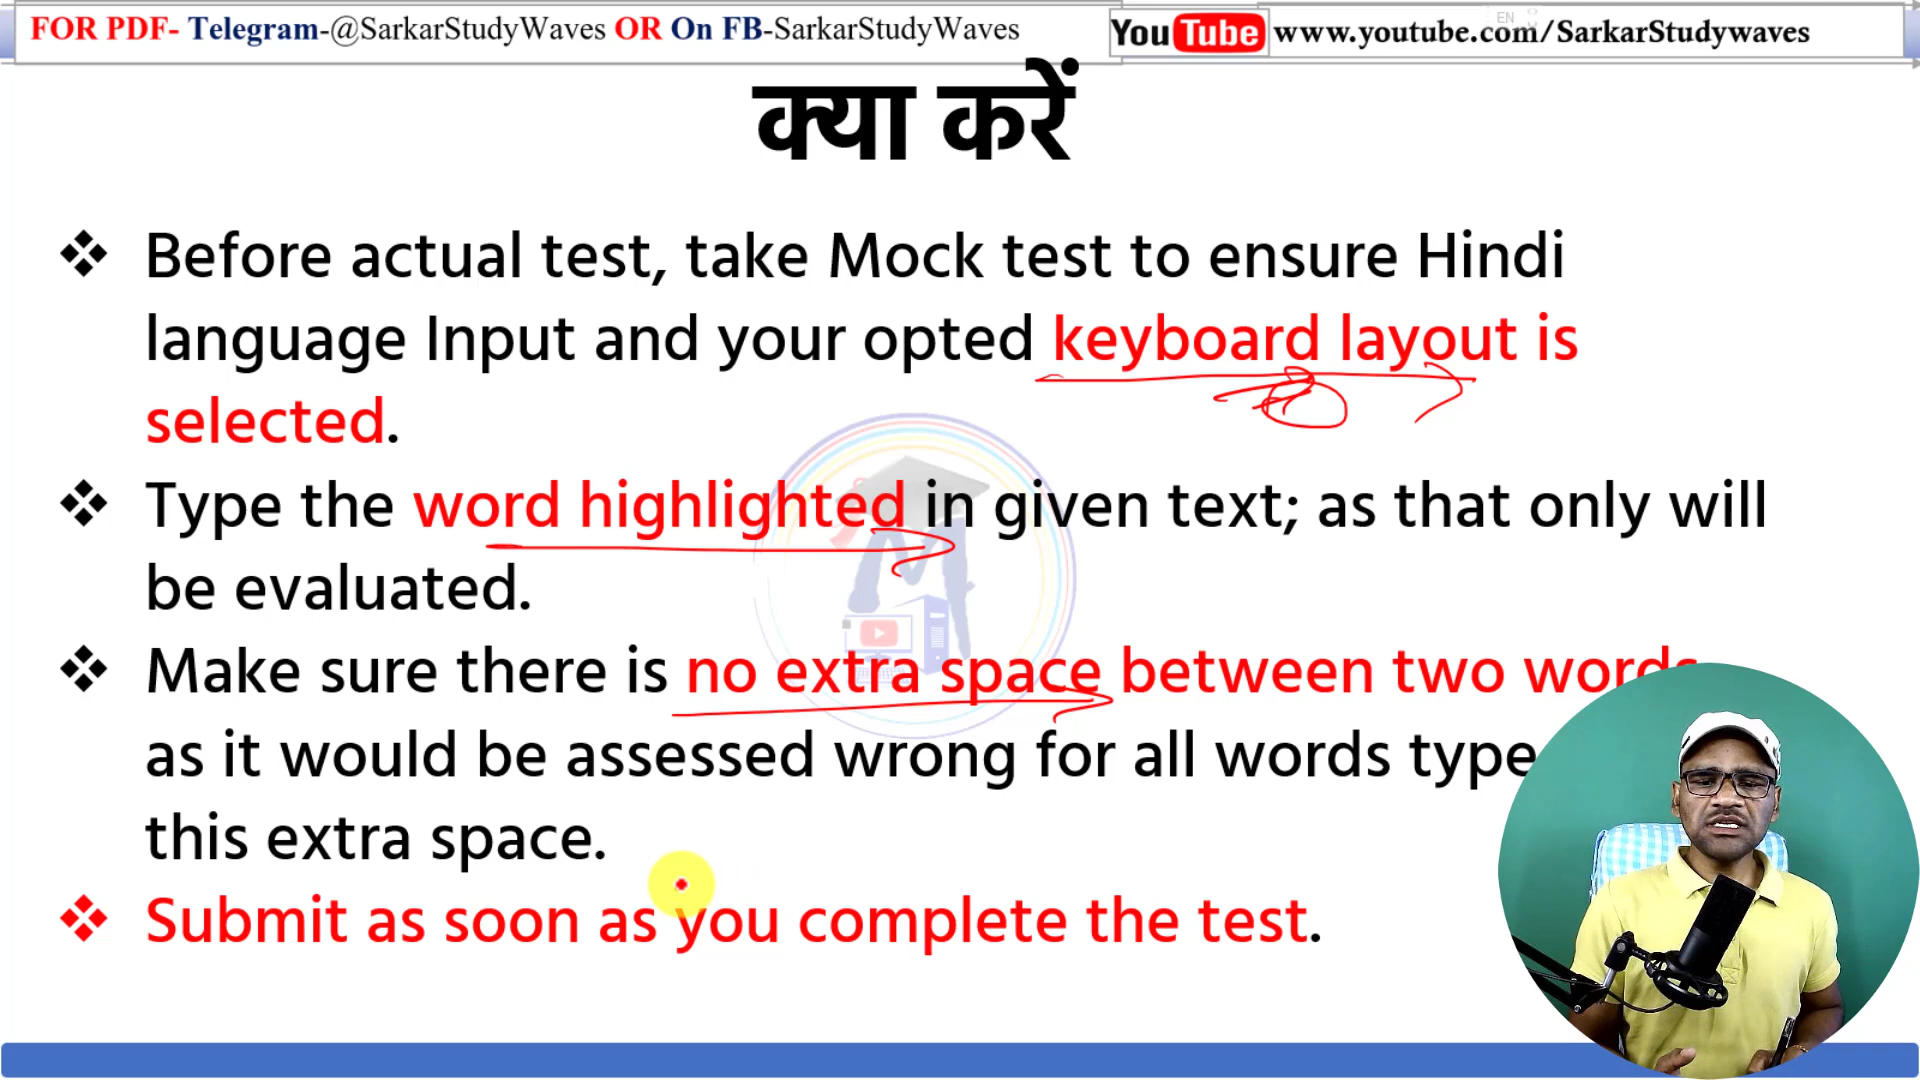 FOR PDF- Telegram-@SarkarStudyWaves OR On FB-SarkarStudyWaves
YouTube www.youtube.com/SarkarStudywaves
EN
क्या करें
❖ Before actual test, take Mock test to ensure Hindi
language Input and your opted keyboard layout is
selected.
❖ Type the word highlighted in given text; as that only will
be evaluated.
❖ Make sure there is no extra space between two words
as it would be assessed wrong for all words type
this extra space.
❖ Submit as soon as you complete the test.